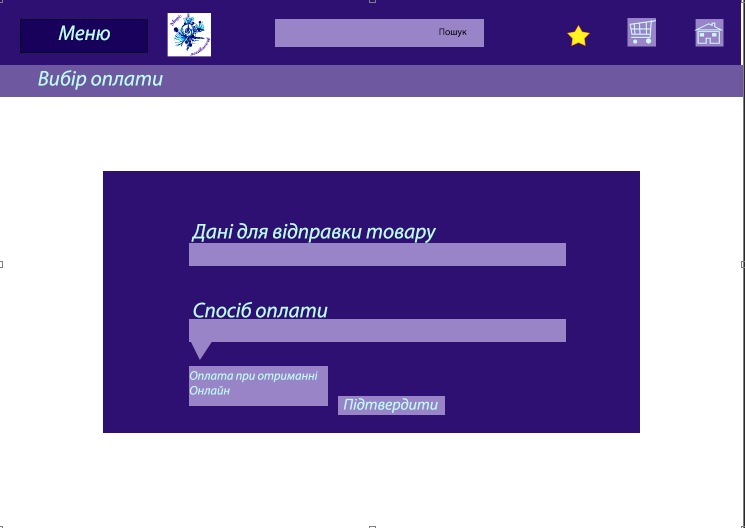 Меню
Пошук
Вибір оплати
Дані для відправки товару
Спосіб оплати
Оплата при отриманні
Онлайн
Підтвердити